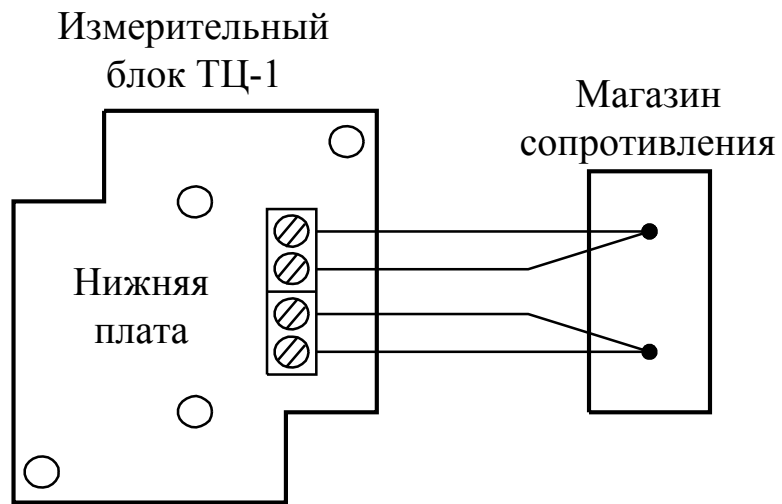 Измерительный
блок ТЦ-1
Магазин
сопротивления
Нижняя
плата